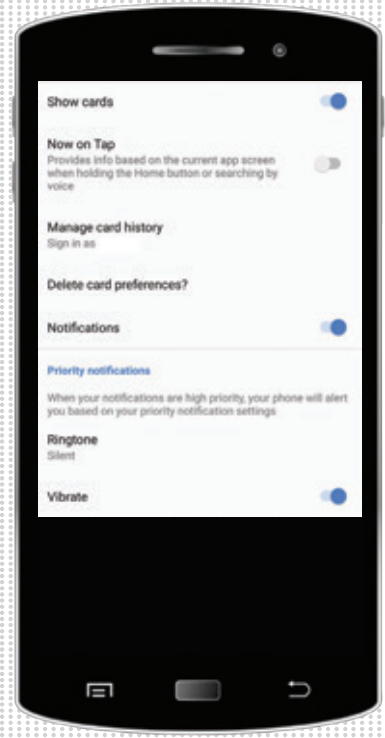 Show cards
Now on Tap
Provides info based on the current app screen
when holding the Home button or searching by
voice
Manage card history
Sign in as
Delete card preferences?
Notifications
Priority notifications
When your notifications are high priority, your phone will alert
you based on your priority notification settings
Ringtone
Silent
Vibrate